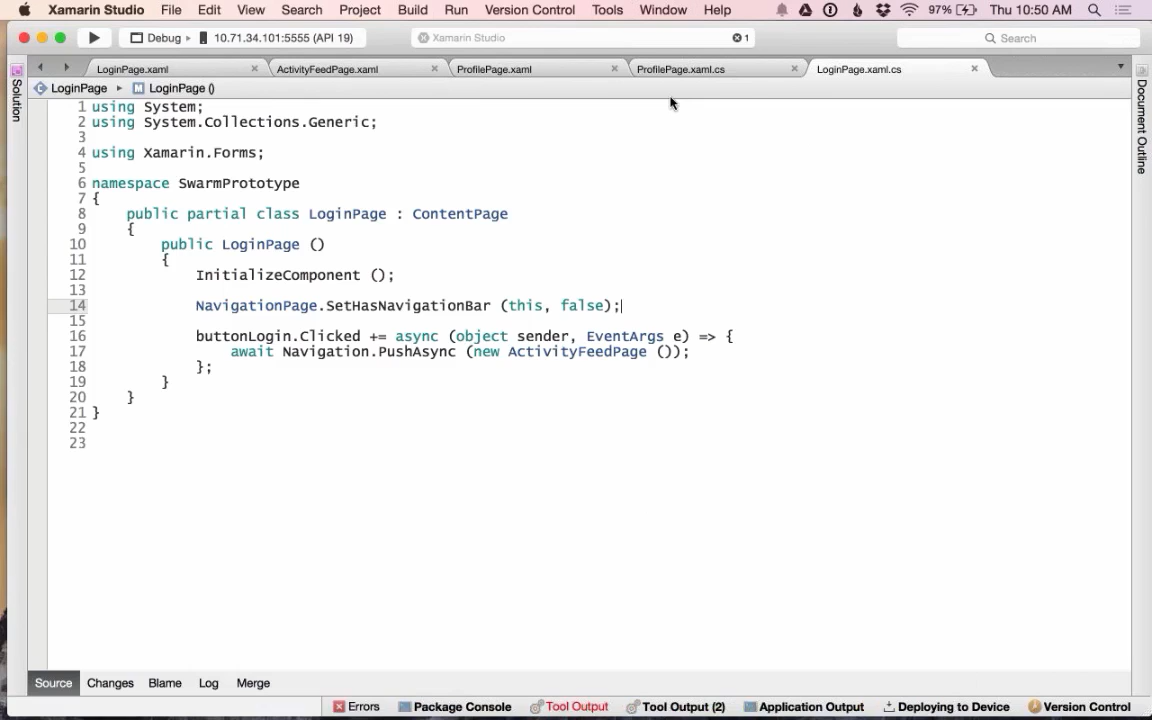 Xamarin Studio File Edit View Search Project Build Run Version Control Tools Window Help 97% Thu 10:50 AM
Debug 10.71.34.101:5555 (API 19) Xamarin Studio 1 Search
LoginPage.xaml ActivityFeedPage.xaml ProfilePage.xaml ProfilePage.xaml.cs LoginPage.xaml.cs
Solution
LoginPage LoginPage ()
Document Outline
1 using System;
2 using System.Collections.Generic;
3
4 using Xamarin.Forms;
5
6 namespace SwarmPrototype
7 {
8 public partial class LoginPage : ContentPage
9 {
10 public LoginPage ()
11 {
12 InitializeComponent ();
13
14 NavigationPage.SetHasNavigationBar (this, false);
15
16 buttonLogin.Clicked += async (object sender, EventArgs e) => {
17 await Navigation.PushAsync (new ActivityFeedPage ());
18 };
19 }
20 }
21 }
22
23
Source Changes Blame Log Merge
Errors Package Console Tool Output Tool Output (2) Application Output Deploying to Device Version Control